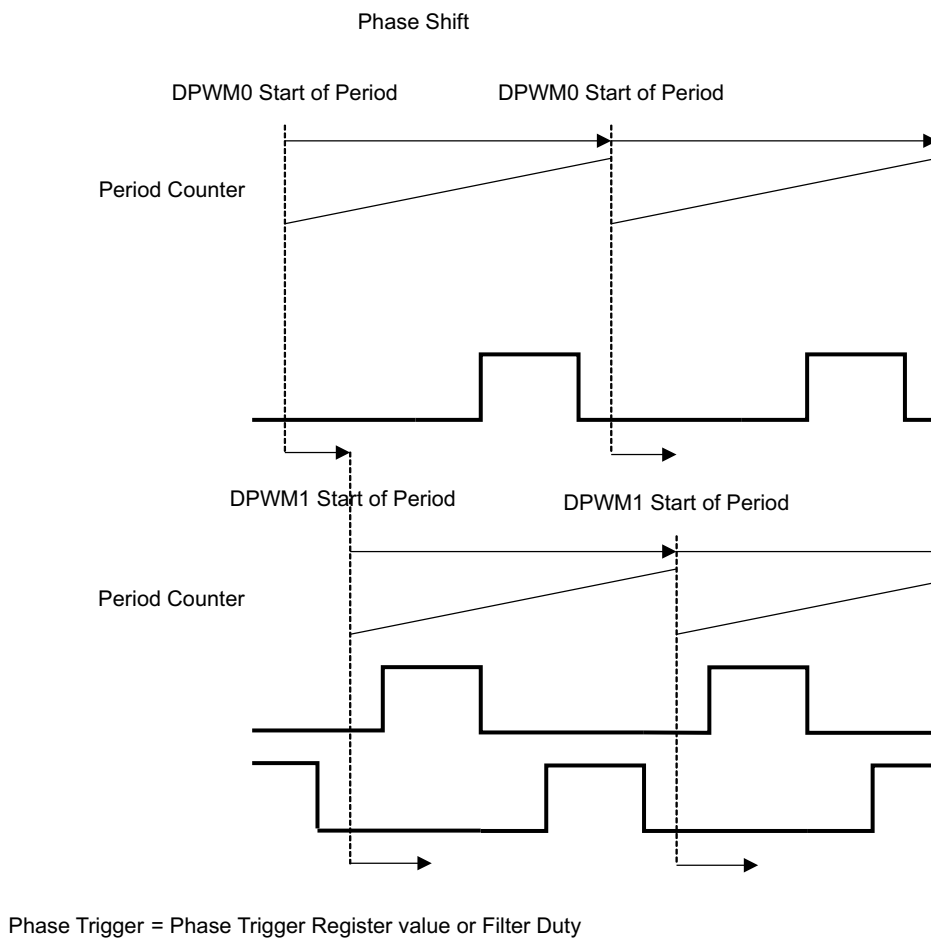 Phase Shift
DPWM0 Start of Period
DPWM0 Start of Period
Period Counter
DPWM1 Start of Period
DPWM1 Start of Period
Period Counter
Phase Trigger = Phase Trigger Register value or Filter Duty